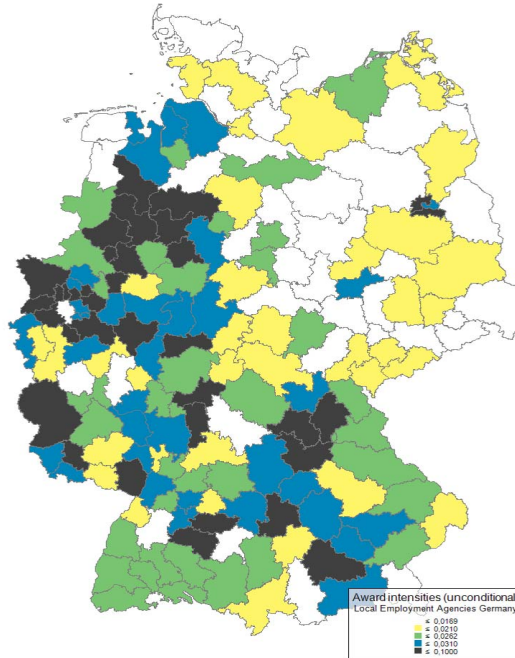 Award intensities (unconditional
Local Employment Agencies Germany
≤ 0,0169
≤ 0,0210
≤ 0,0262
≤ 0,0310
≤ 0,1000